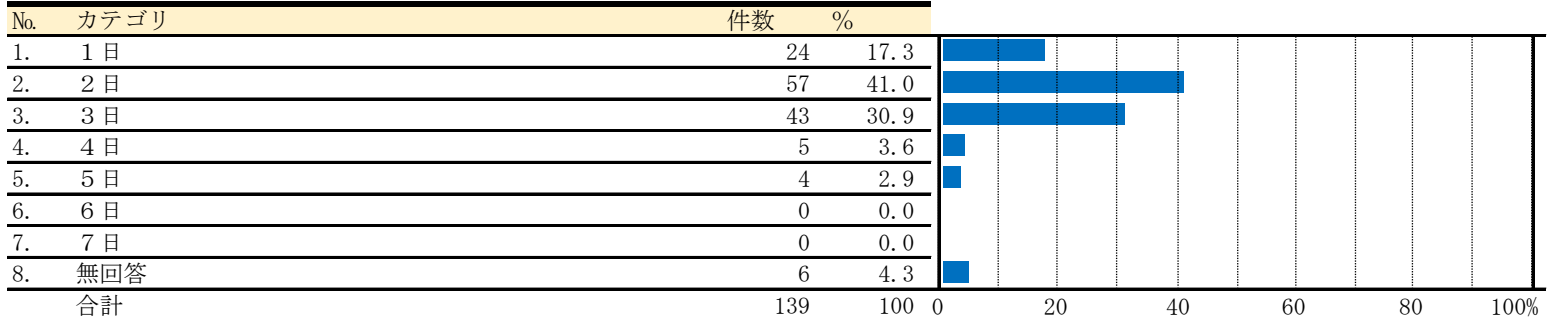 № カテゴリ 件数 %
1. 1日 24 17.3
2. 2日 57 41.0
3. 3日 43 30.9
4. 4日 5 3.6
5. 5日 4 2.9
6. 6日 0 0.0
7. 7日 0 0.0
8. 無回答 6 4.3
合計 139 100 0 20 40 60 80 100%